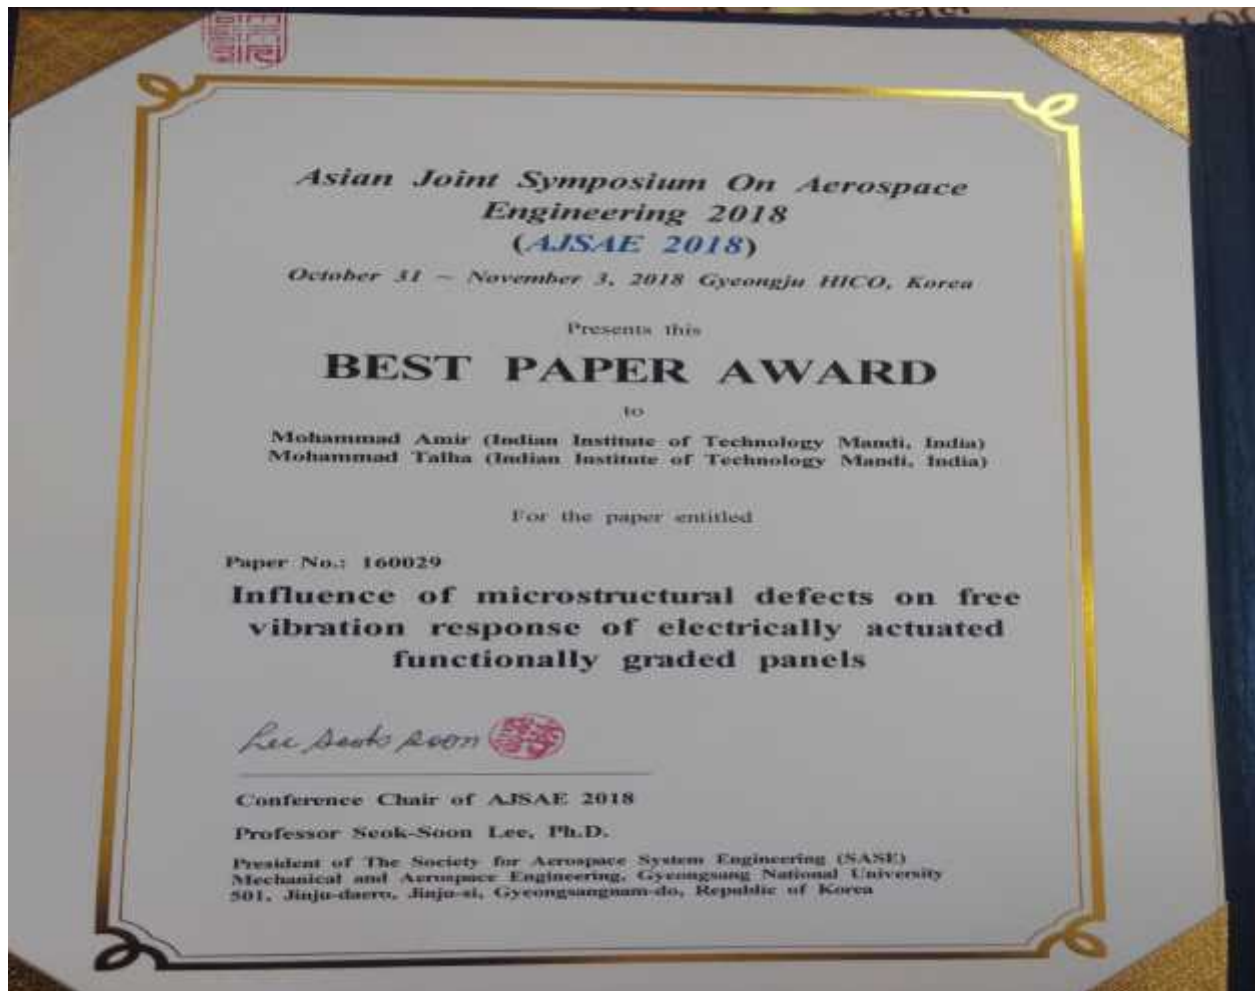 Asian Joint Symposium On Aerospace
Engineering 2018
(AJSAE 2018)
October 31 ~ November 3, 2018 Gyeongju HICO, Korea
Presents this
BEST PAPER AWARD
to
Mohammad Amir (Indian Institute of Technology Mandi, India)
Mohammad Talha (Indian Institute of Technology Mandi, India)
For the paper entitled
Paper No.: 160029
Influence of microstructural defects on free
vibration response of electrically actuated
functionally graded panels
Lee Seok Soon
Conference Chair of AJSAE 2018
Professor Seok-Soon Lee, Ph.D.
President of The Society for Aerospace System Engineering (SASE)
Mechanical and Aerospace Engineering, Gyeongsang National University
501, Jinju-daero, Jinju-si, Gyeongsangnam-do, Republic of Korea